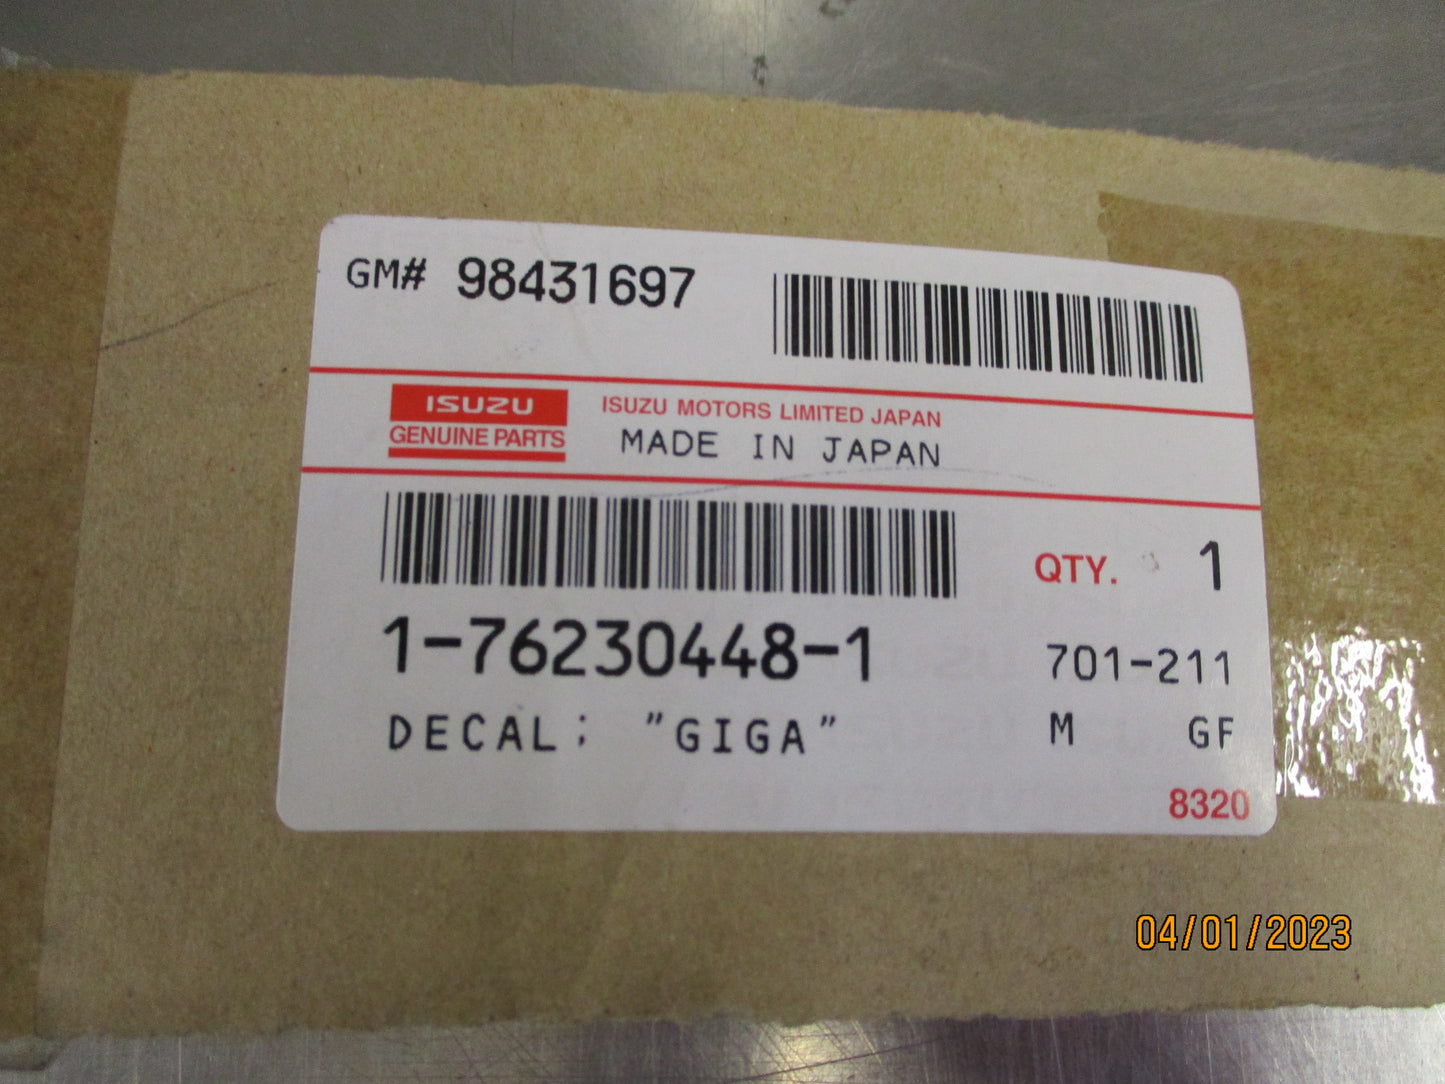 GM# 98431697
ISUZU
GENUINE PARTS
ISUZU MOTORS LIMITED JAPAN
MADE IN JAPAN
QTY. 1
1-76230448-1
701-211
DECAL; "GIGA"
M GF
8320
04/01/2023